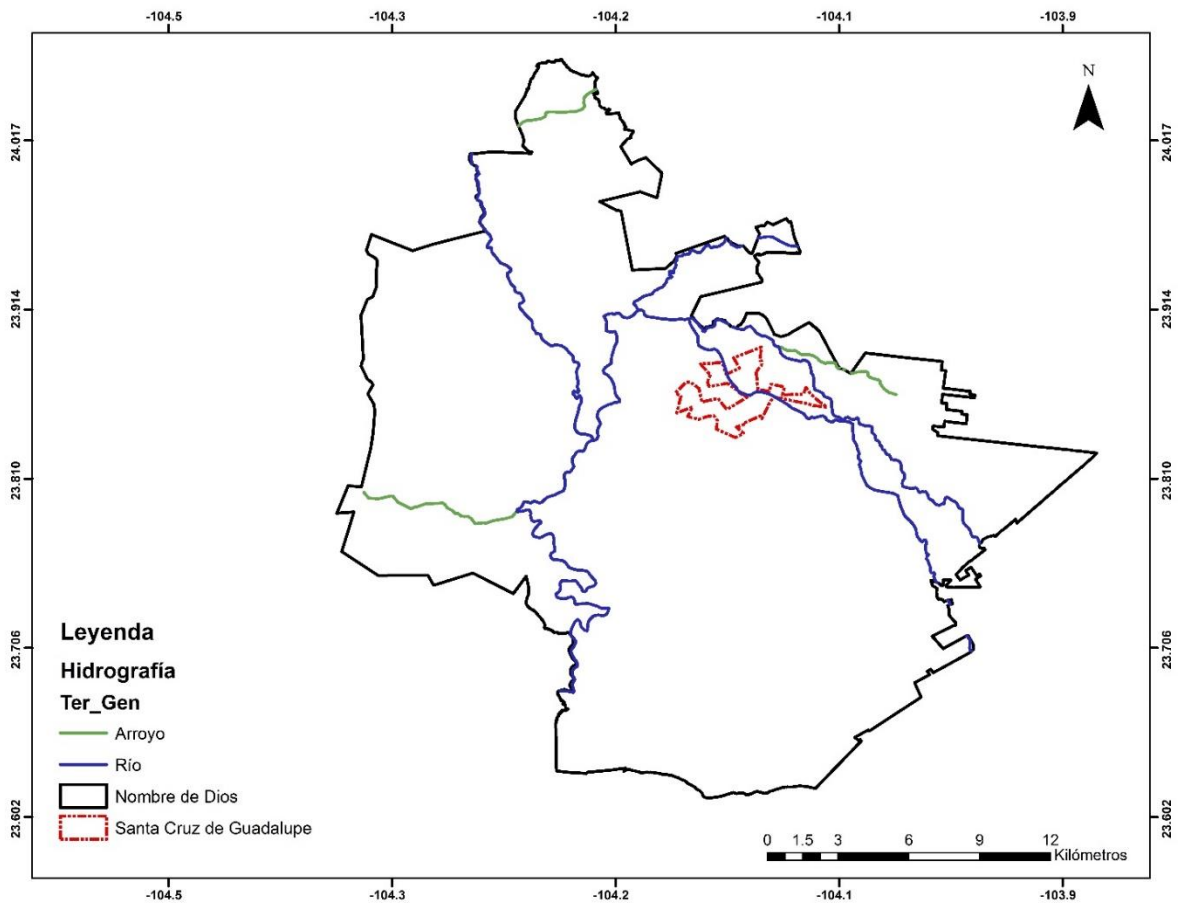 -104.5
-104.3
-104.2
-104.1
-103.9
N
24.017
24.017
23.914
23.914
23.810
23.810
23.706
23.706
23.602
23.602
Leyenda
Hidrografía
Ter_Gen
Arroyo
Río
Nombre de Dios
Santa Cruz de Guadalupe
0 1.5 3 6 9 12
Kilómetros
-104.5
-104.3
-104.2
-104.1
-103.9